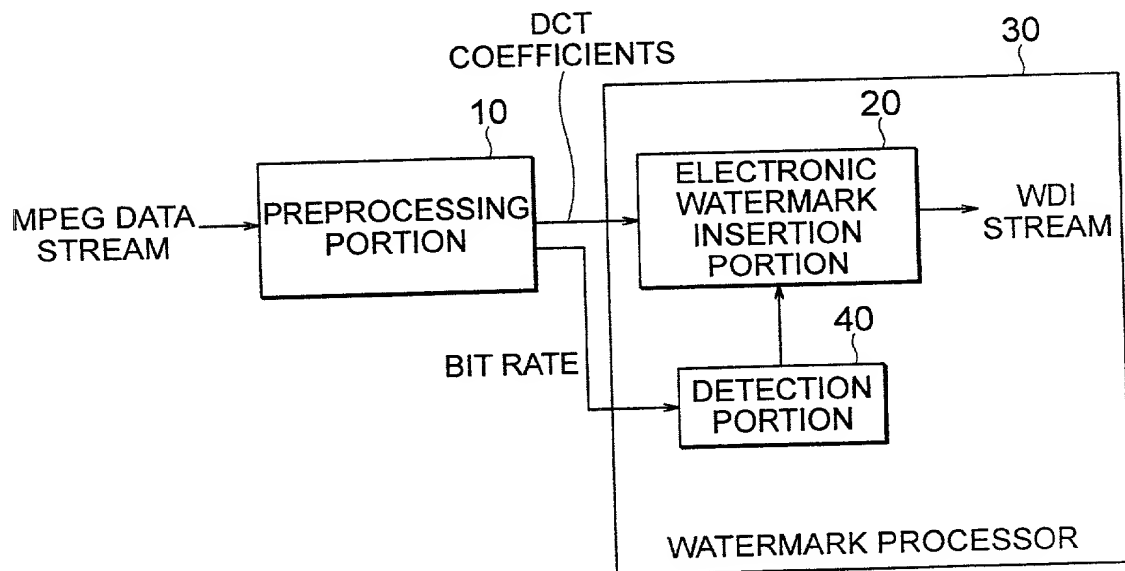 DCT
COEFFICIENTS
30
10
20
MPEG DATA
STREAM
PREPROCESSING
PORTION
ELECTRONIC
WATERMARK
INSERTION
PORTION
WDI
STREAM
40
BIT RATE
DETECTION
PORTION
WATERMARK PROCESSOR